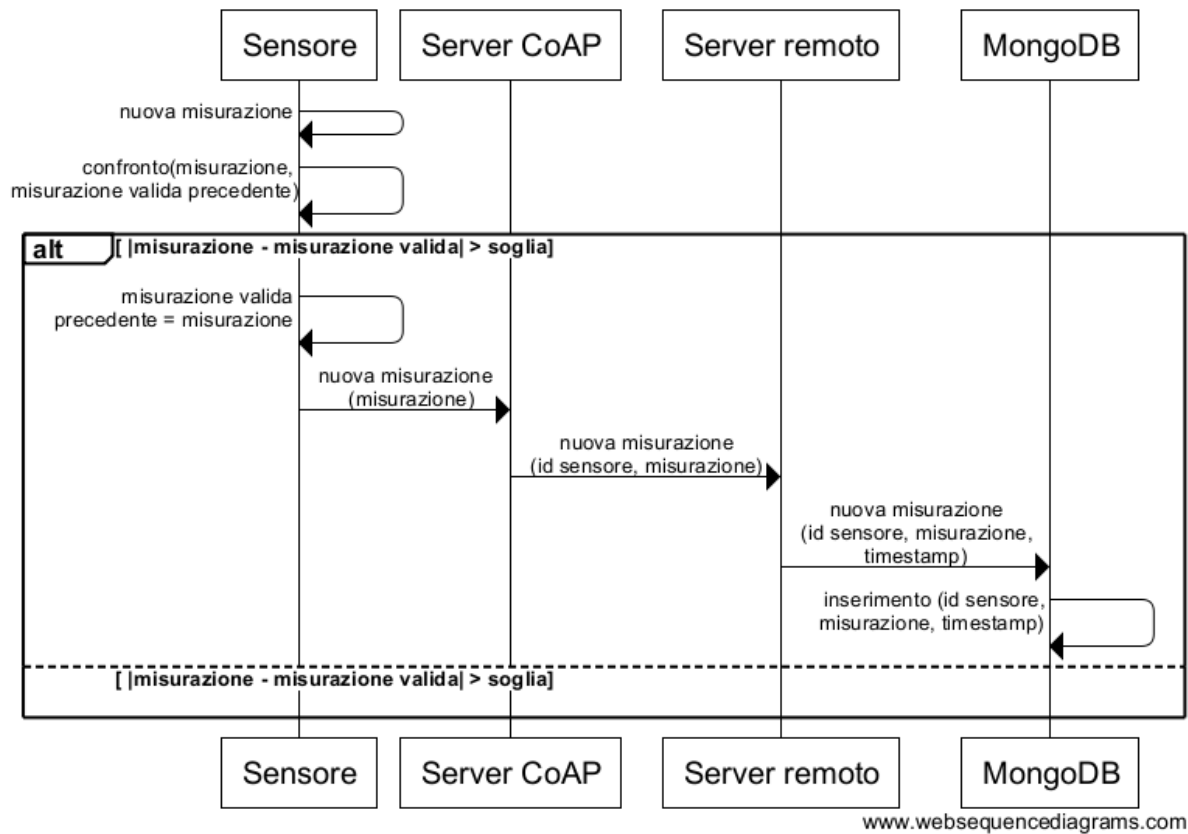 Sensore
Server CoAP
Server remoto
MongoDB
nuova misurazione
confronto(misurazione,
misurazione valida precedente)
alt
[ |misurazione - misurazione valida| > soglia]
misurazione valida
precedente = misurazione
nuova misurazione
(misurazione)
nuova misurazione
(id sensore, misurazione)
nuova misurazione
(id sensore, misurazione,
timestamp)
inserimento (id sensore,
misurazione, timestamp)
[ |misurazione - misurazione valida| > soglia]
Sensore
Server CoAP
Server remoto
MongoDB
www.websequencediagrams.com